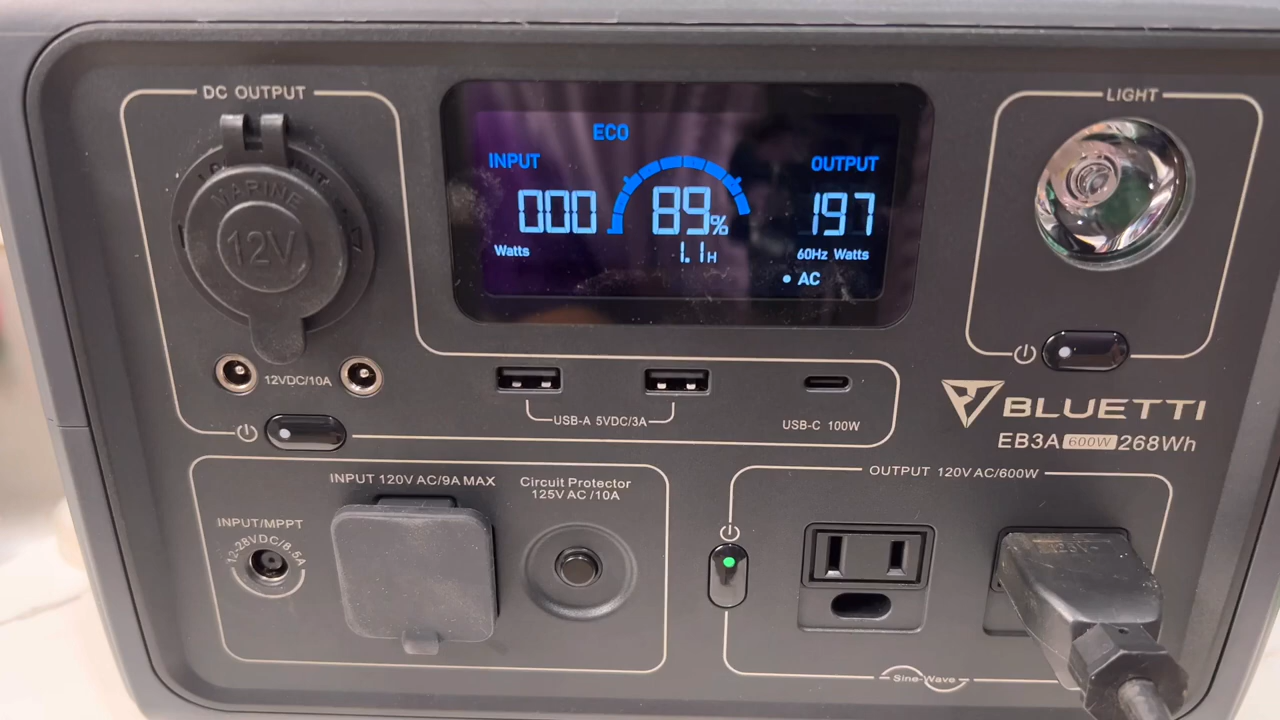 DC OUTPUT
MARINE
12V
12VDC/10A
ECO
INPUT
000
Watts
89%
1.1H
OUTPUT
197
60Hz Watts
AC
LIGHT
USB-A 5VDC/3A
USB-C 100W
BLUETTI
EB3A 600W 268Wh
INPUT/MPPT
12-28VDC/8.5A
INPUT 120V AC/9A MAX
Circuit Protector
125V AC/10A
OUTPUT 120V AC/600W
Sine-Wave